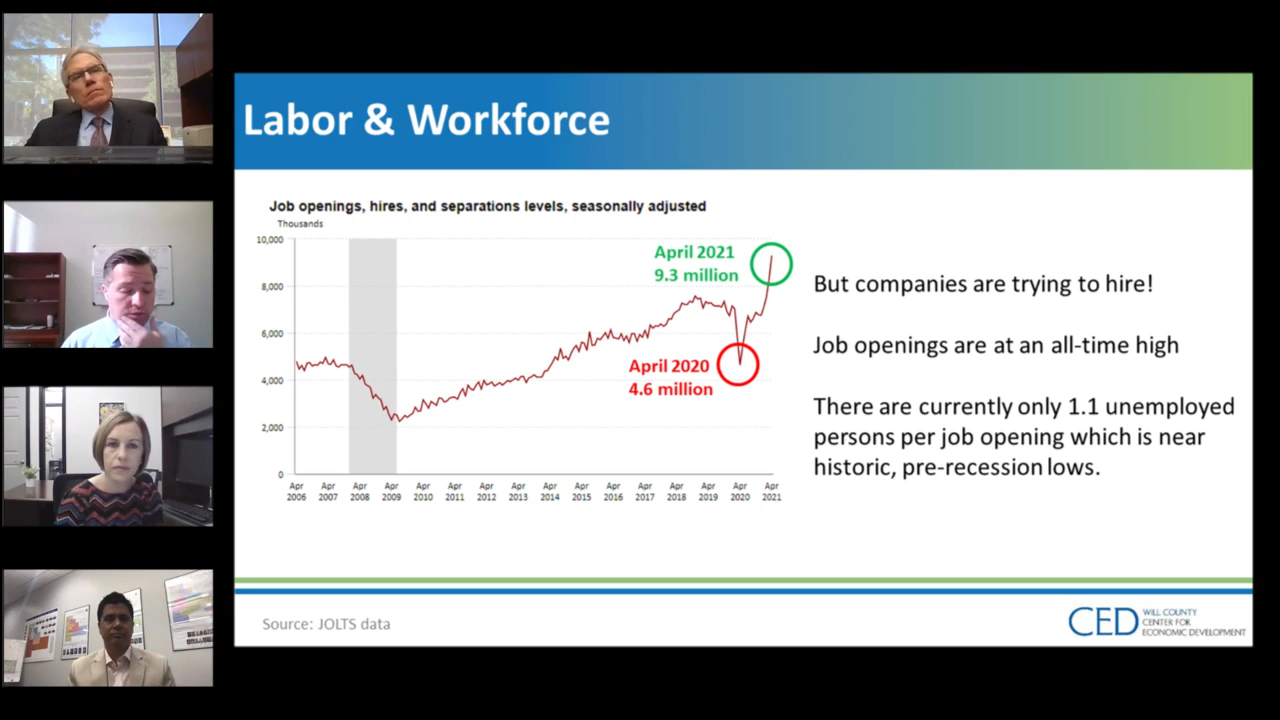 Labor & Workforce
Job openings, hires, and separations levels, seasonally adjusted
Thousands
10,000
8,000
6,000
4,000
2,000
0
April 2021
9.3 million
April 2020
4.6 million
Apr Apr Apr Apr Apr Apr Apr Apr Apr Apr Apr Apr Apr Apr Apr Apr
2006 2007 2008 2009 2010 2011 2012 2013 2014 2015 2016 2017 2018 2019 2020 2021
But companies are trying to hire!
Job openings are at an all-time high
There are currently only 1.1 unemployed
persons per job opening which is near
historic, pre-recession lows.
Source: JOLTS data
CED
WILL COUNTY
CENTER FOR
ECONOMIC DEVELOPMENT